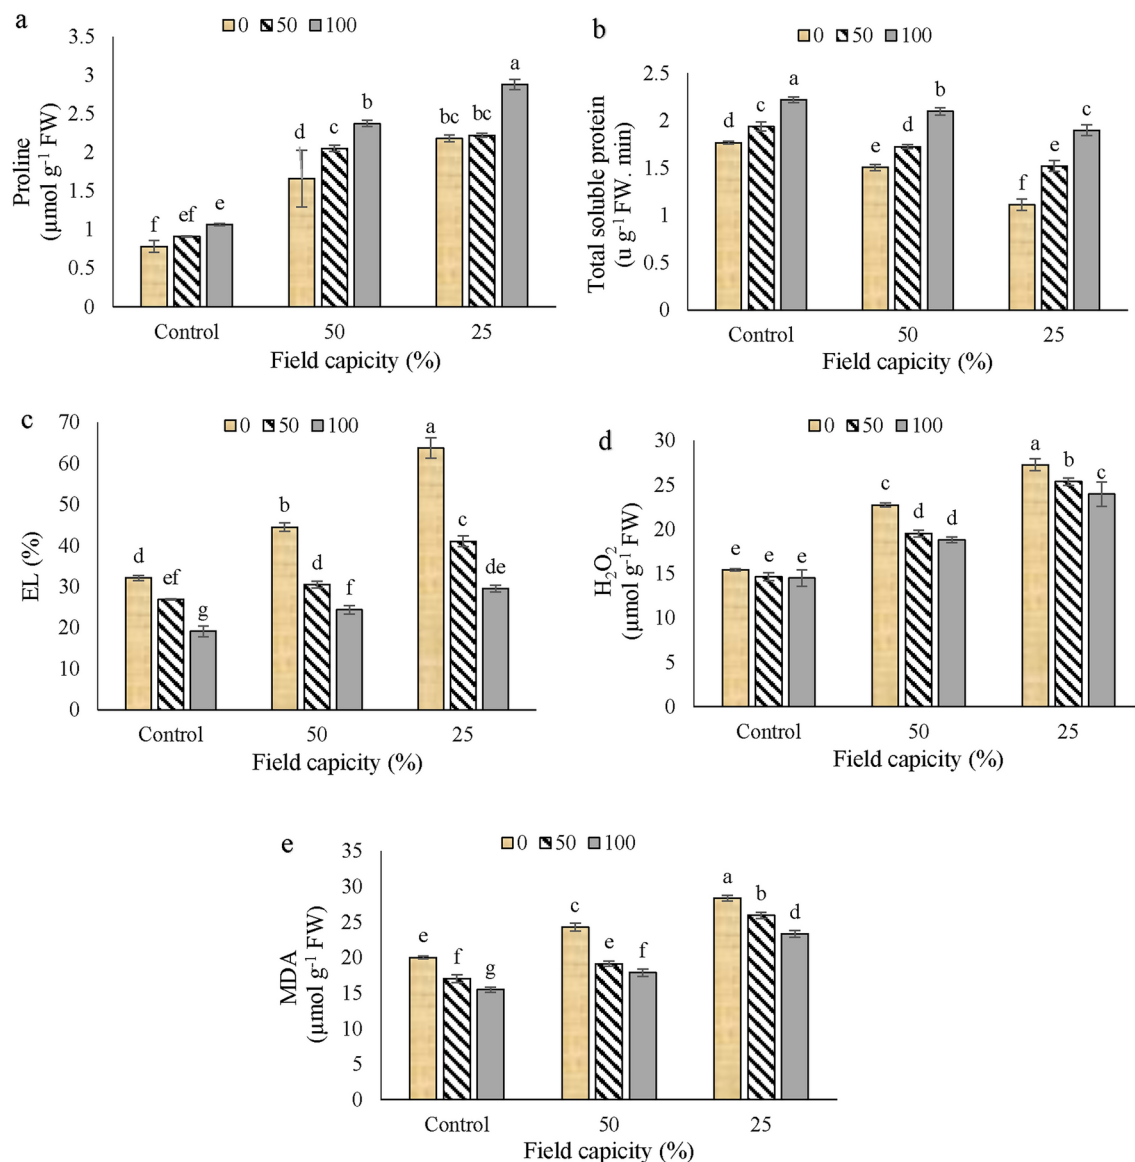 a
0 50 100
Proline
(µmol g-1 FW)
3.5
3
2.5
2
1.5
1
0.5
0
f ef e
d c b
bc bc a
Control 50 25
Field capicity (%)
b
0 50 100
Total soluble protein
(u g-1 FW. min)
2.5
2
1.5
1
0.5
0
d c a
e d b
f e c
Control 50 25
Field capicity (%)
c
0 50 100
EL (%)
70
60
50
40
30
20
10
0
d ef g
b d f
a c de
Control 50 25
Field capicity (%)
d
0 50 100
H2O2
(µmol g-1 FW)
30
25
20
15
10
5
0
e e e
c d d
a b c
Control 50 25
Field capicity (%)
e
0 50 100
MDA
(µmol g-1 FW)
35
30
25
20
15
10
5
0
e f g
c e f
a b d
Control 50 25
Field capicity (%)